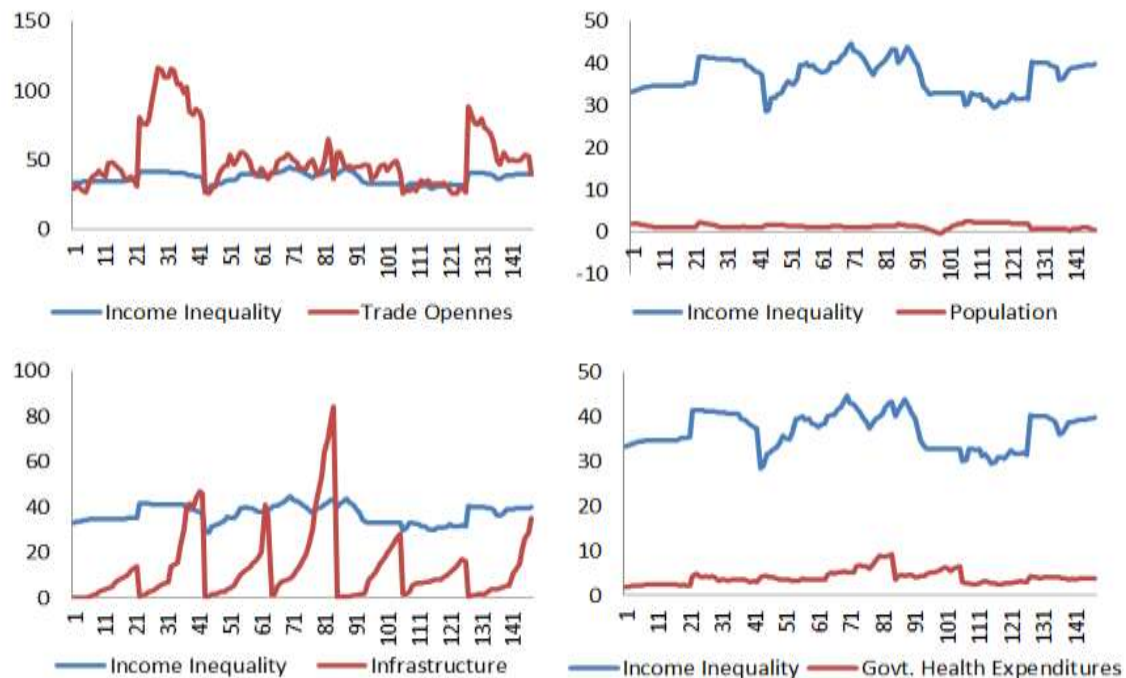 150
100
50
0
1 11 21 31 41 51 61 71 81 91 101 111 121 131 141
Income Inequality Trade Opennes
50
40
30
20
10
0
-10
1 11 21 31 41 51 61 71 81 91 101 111 121 131 141
Income Inequality Population
100
80
60
40
20
0
1 11 21 31 41 51 61 71 81 91 101 111 121 131 141
Income Inequality Infrastructure
50
40
30
20
10
0
1 11 21 31 41 51 61 71 81 91 101 111 121 131 141
Income Inequality Govt. Health Expenditures